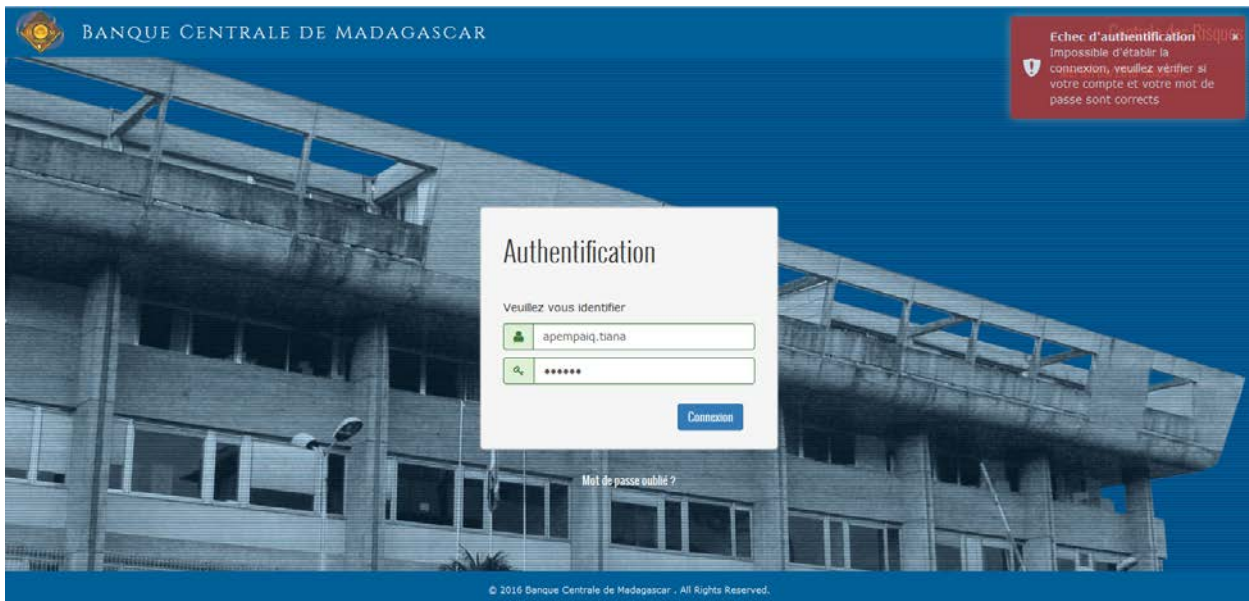 BANQUE CENTRALE DE MADAGASCAR
Echec d'authentification
Impossible d'établir la
connexion, veuillez vérifier si
votre compte et votre mot de
passe sont corrects
Authentification
Veuillez vous identifier
apempaiq.tiana
••••••
Connexion
Mot de passe oublié ?
© 2016 Banque Centrale de Madagascar . All Rights Reserved.